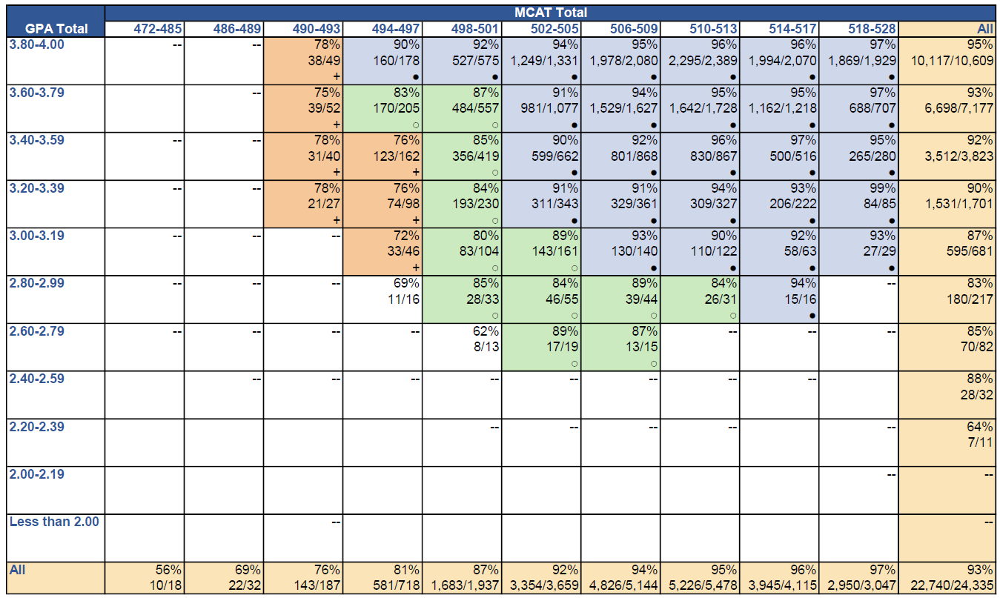 MCAT Total
GPA Total 472-485 486-489 490-493 494-497 498-501 502-505 506-509 510-513 514-517 518-528 All
3.80-4.00 -- -- 78% 90% 92% 94% 95% 96% 96% 97% 95%
38/49 160/178 527/575 1,249/1,331 1,978/2,080 2,295/2,389 1,994/2,070 1,869/1,929 10,117/10,609
+ ● ● ● ● ● ● ●
3.60-3.79 -- 75% 83% 87% 91% 94% 95% 95% 97% 93%
39/52 170/205 484/557 981/1,077 1,529/1,627 1,642/1,728 1,162/1,218 688/707 6,698/7,177
+ ○ ○ ● ● ● ● ●
3.40-3.59 -- -- 78% 76% 85% 90% 92% 96% 97% 95% 92%
31/40 123/162 356/419 599/662 801/868 830/867 500/516 265/280 3,512/3,823
+ + ○ ● ● ● ● ●
3.20-3.39 -- -- 78% 76% 84% 91% 91% 94% 93% 99% 90%
21/27 74/98 193/230 311/343 329/361 309/327 206/222 84/85 1,531/1,701
+ + ○ ● ● ● ● ●
3.00-3.19 -- -- -- 72% 80% 89% 93% 90% 92% 93% 87%
33/46 83/104 143/161 130/140 110/122 58/63 27/29 595/681
+ ○ ○ ● ● ● ●
2.80-2.99 -- -- -- 69% 85% 84% 89% 84% 94% -- 83%
11/16 28/33 46/55 39/44 26/31 15/16 180/217
○ ○ ○ ○ ●
2.60-2.79 -- -- -- -- 62% 89% 87% -- -- -- 85%
8/13 17/19 13/15 70/82
○ ○
2.40-2.59 -- -- -- -- -- -- -- -- 88%
28/32
2.20-2.39 -- -- -- -- -- 64%
7/11
2.00-2.19 -- --
Less than 2.00 -- --
All 56% 69% 76% 81% 87% 92% 94% 95% 96% 97% 93%
10/18 22/32 143/187 581/718 1,683/1,937 3,354/3,659 4,826/5,144 5,226/5,478 3,945/4,115 2,950/3,047 22,740/24,335